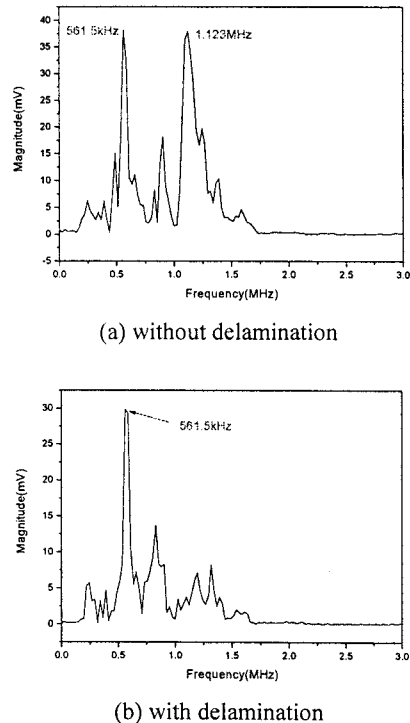 561.5kHz 1.123MHz
40
35
30
25
20
15
10
5
0
-5
Magnitude(mV)
0.0 0.5 1.0 1.5 2.0 2.5 3.0
Frequency(MHz)
(a) without delamination
561.5kHz
30
25
20
15
10
5
0
Magnitude(mV)
0.0 0.5 1.0 1.5 2.0 2.5 3.0
Frequency(MHz)
(b) with delamination